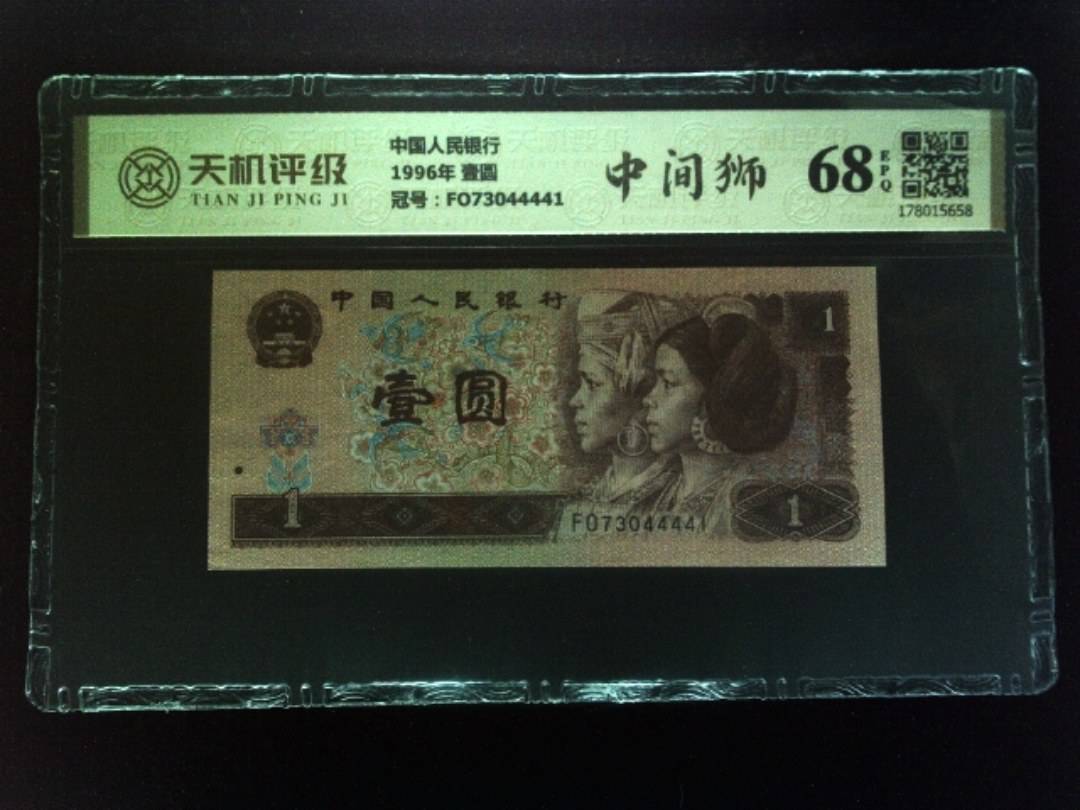 天机评级
TIAN JI PING JI
中国人民银行
1996年 壹圆
冠号：FO73044441
中间狮
68
EPQ
178015658
中国人民银行
1
壹圆
1
FO73044441
1